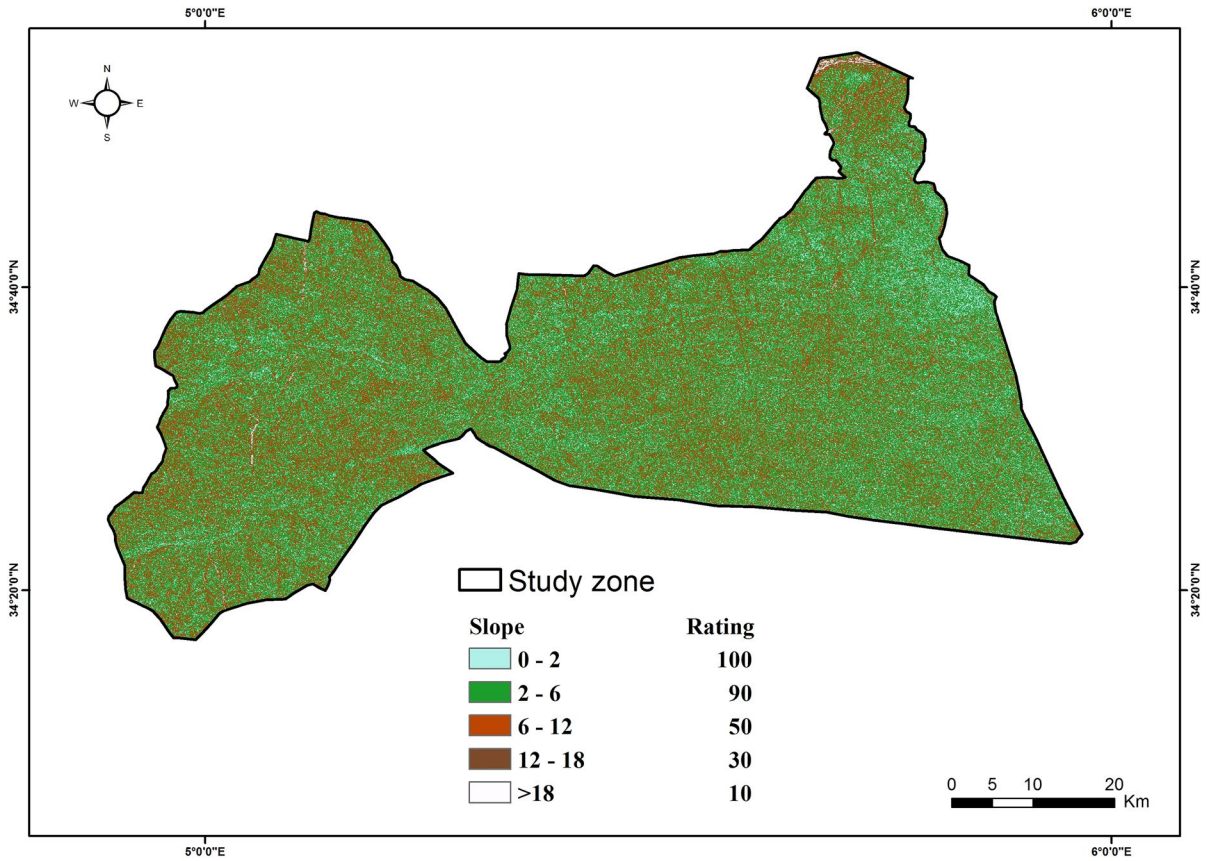 5°0'0"E 6°0'0"E
N
W E
S
34°40'0"N 34°40'0"N
34°20'0"N 34°20'0"N
Study zone
Slope Rating
0 - 2 100
2 - 6 90
6 - 12 50
12 - 18 30
>18 10
0 5 10 20
Km
5°0'0"E 6°0'0"E